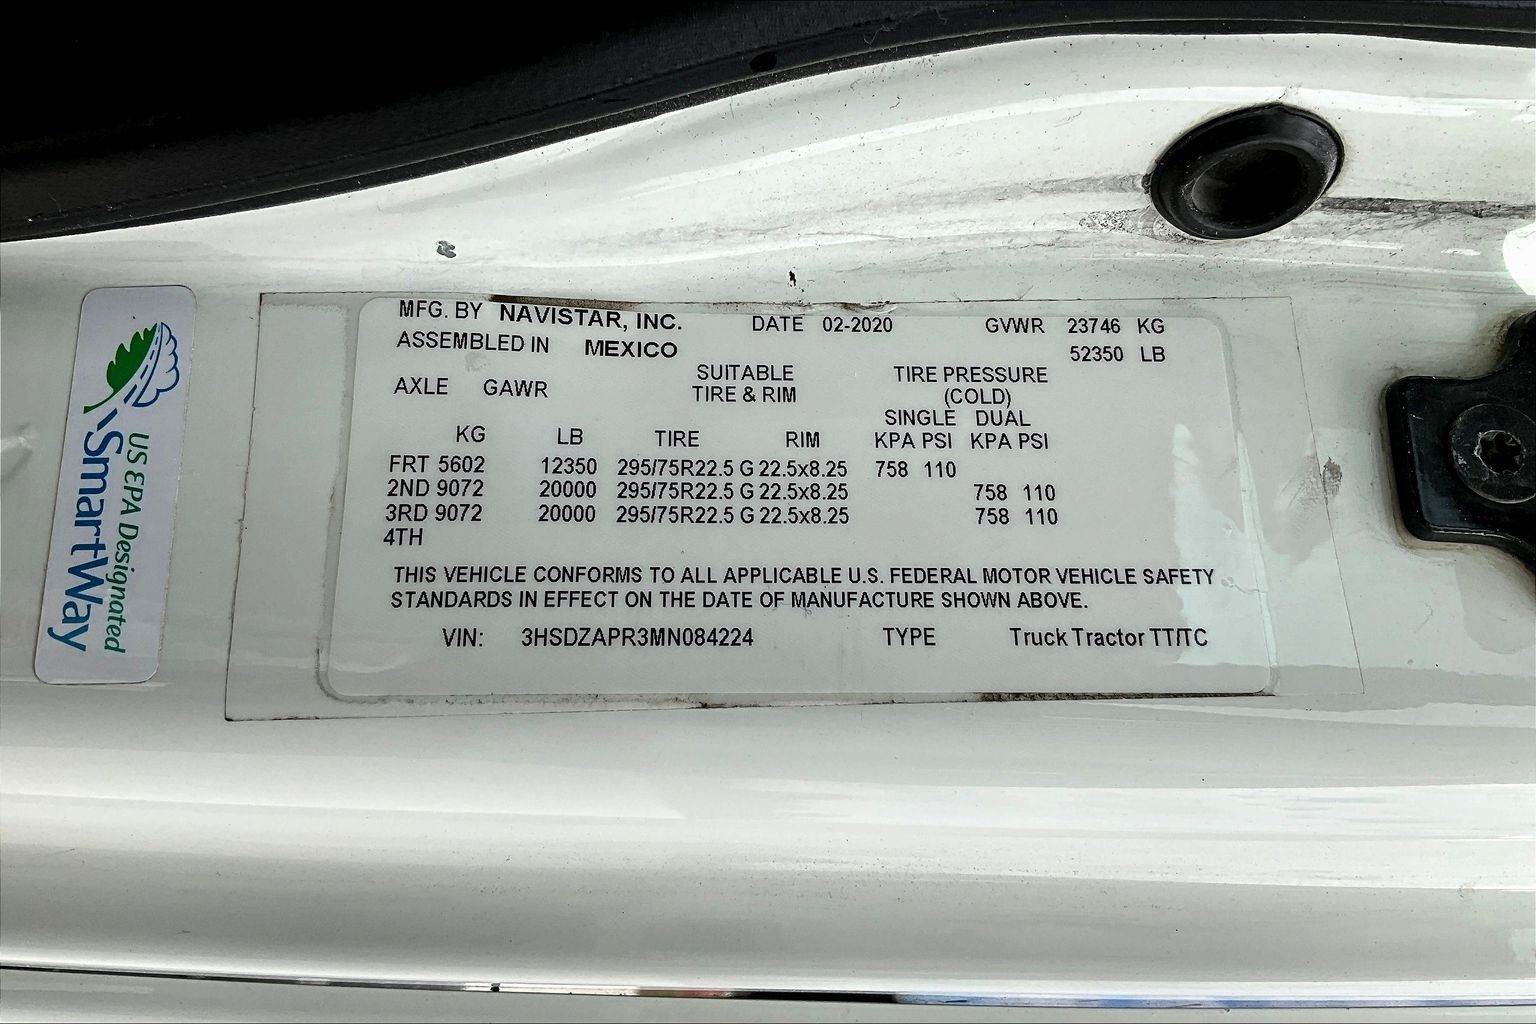 MFG. BY NAVISTAR, INC. DATE 02-2020 GVWR 23746 KG
ASSEMBLED IN MEXICO 52350 LB
AXLE GAWR SUITABLE TIRE PRESSURE
TIRE & RIM (COLD)
SINGLE DUAL
KG LB TIRE RIM KPA PSI KPA PSI
FRT 5602 12350 295/75R22.5 G 22.5x8.25 758 110
2ND 9072 20000 295/75R22.5 G 22.5x8.25 758 110
3RD 9072 20000 295/75R22.5 G 22.5x8.25 758 110
4TH
THIS VEHICLE CONFORMS TO ALL APPLICABLE U.S. FEDERAL MOTOR VEHICLE SAFETY
STANDARDS IN EFFECT ON THE DATE OF MANUFACTURE SHOWN ABOVE.
VIN: 3HSDZAPR3MN084224 TYPE Truck Tractor TT/TC
US EPA Designated
SmartWay